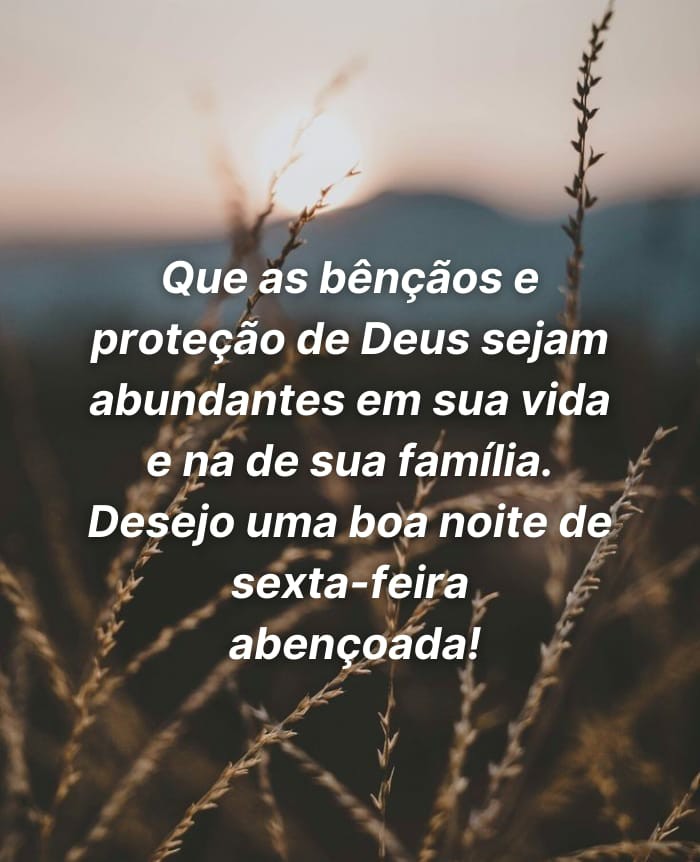 Que as bênçãos e
proteção de Deus sejam
abundantes em sua vida
e na de sua família.
Desejo uma boa noite de
sexta-feira
abençoada!